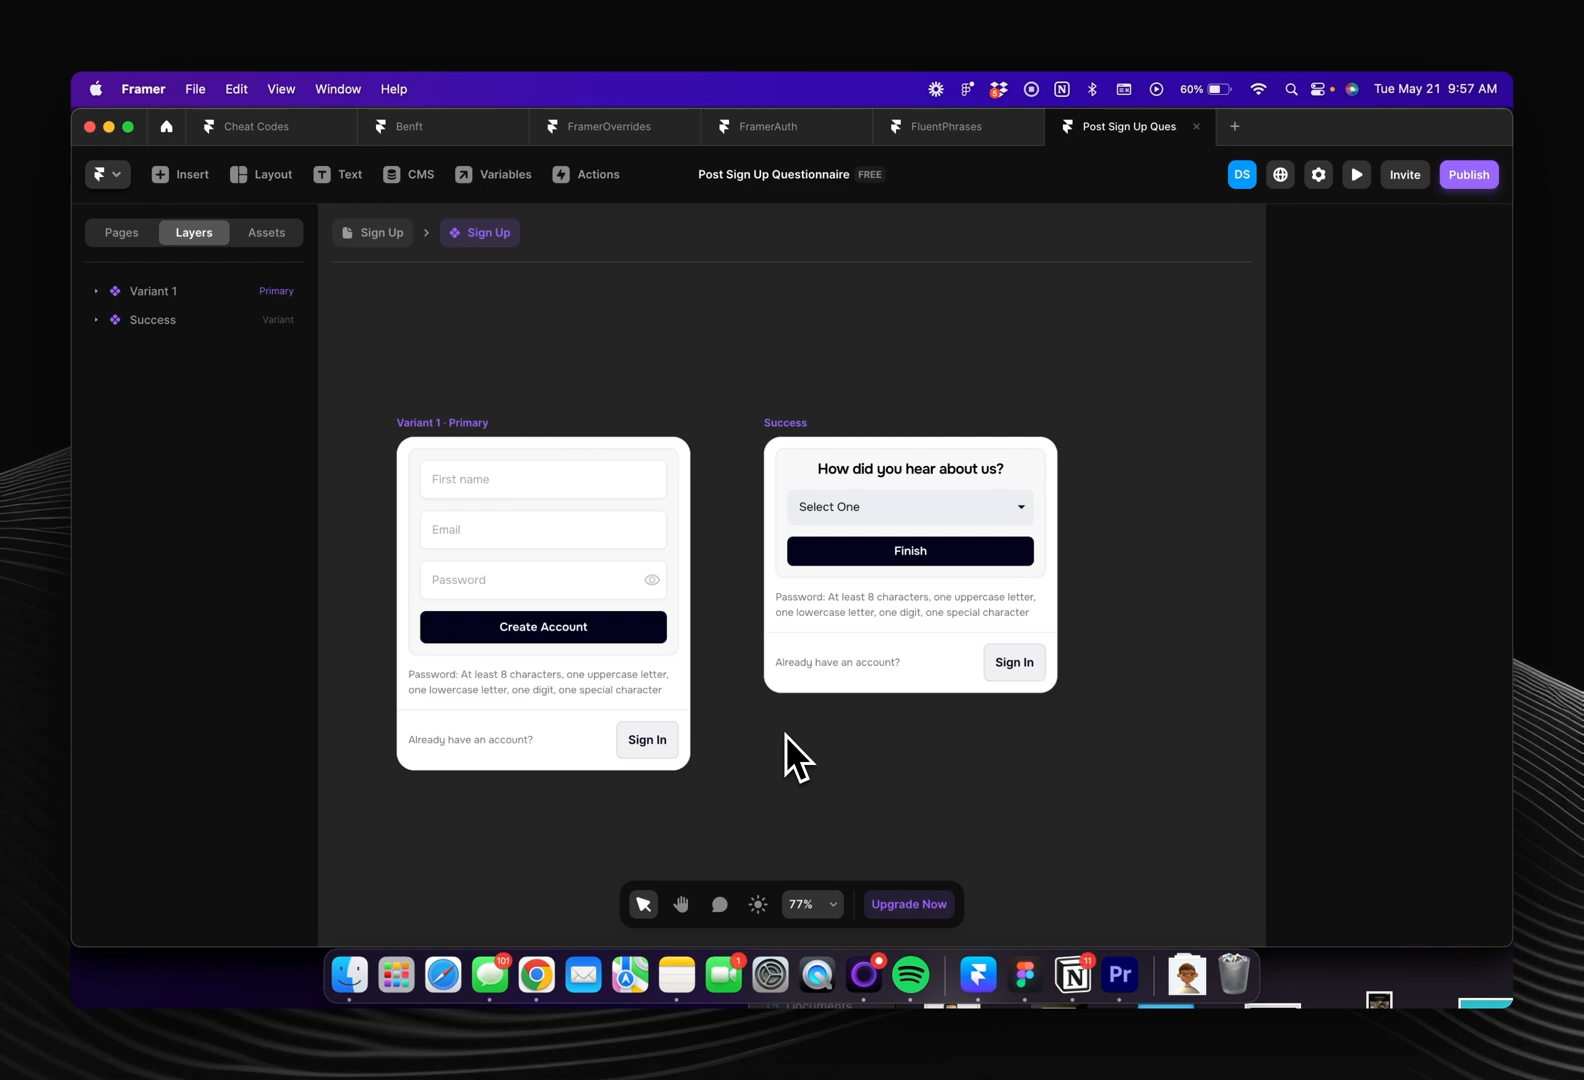 Framer File Edit View Window Help
60% Tue May 21 9:57 AM
Cheat Codes Benft FramerOverrides FramerAuth FluentPhrases Post Sign Up Ques
Insert Layout Text CMS Variables Actions
Post Sign Up Questionnaire FREE
DS Invite Publish
Pages Layers Assets
Sign Up Sign Up
Variant 1 Primary
Success Variant
Variant 1 · Primary
First name
Email
Password
Create Account
Password: At least 8 characters, one uppercase letter,
one lowercase letter, one digit, one special character
Already have an account? Sign In
Success
How did you hear about us?
Select One
Finish
Password: At least 8 characters, one uppercase letter,
one lowercase letter, one digit, one special character
Already have an account? Sign In
77% Upgrade Now
101
1
11
Pr
Documents